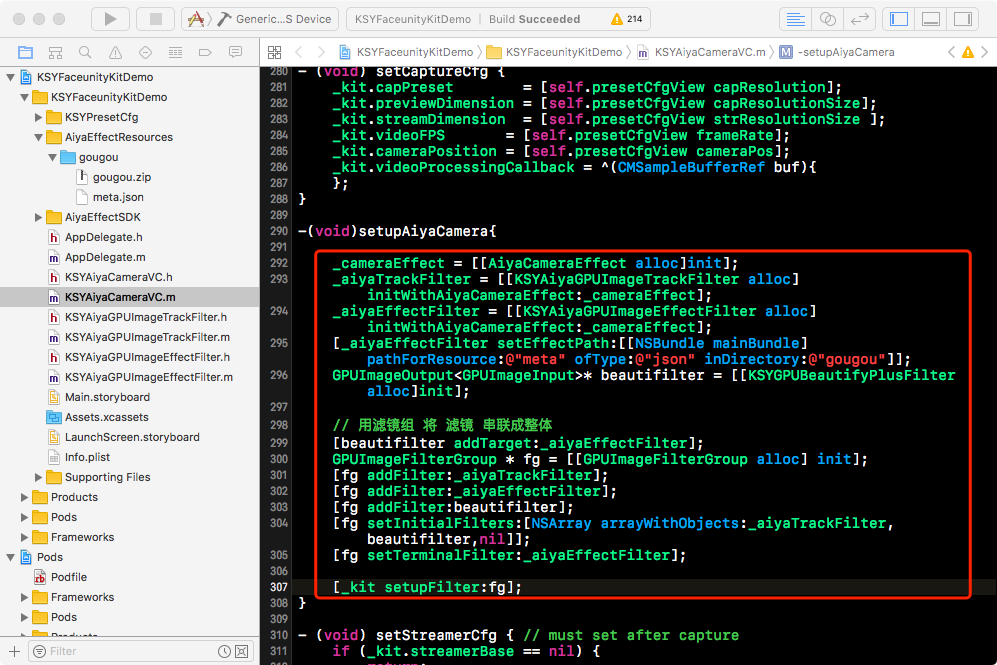 Generic...S Device
KSYFaceunityKitDemo | Build Succeeded
214
KSYFaceunityKitDemo
KSYFaceunityKitDemo
KSYAiyaCameraVC.m
M
-setupAiyaCamera
KSYFaceunityKitDemo
KSYFaceunityKitDemo
KSYPresetCfg
AiyaEffectResources
gougou
gougou.zip
meta.json
AiyaEffectSDK
h AppDelegate.h
m AppDelegate.m
h KSYAiyaCameraVC.h
m KSYAiyaCameraVC.m
h KSYAiyaGPUImageTrackFilter.h
m KSYAiyaGPUImageTrackFilter.m
h KSYAiyaGPUImageEffectFilter.h
m KSYAiyaGPUImageEffectFilter.m
Main.storyboard
Assets.xcassets
LaunchScreen.storyboard
Info.plist
Supporting Files
Products
Pods
Frameworks
Pods
rb Podfile
Frameworks
Pods
Products
Filter
280 - (void) setCaptureCfg {
281 _kit.capPreset = [self.presetCfgView capResolution];
282 _kit.previewDimension = [self.presetCfgView capResolutionSize];
283 _kit.streamDimension = [self.presetCfgView strResolutionSize ];
284 _kit.videoFPS = [self.presetCfgView frameRate];
285 _kit.cameraPosition = [self.presetCfgView cameraPos];
286 _kit.videoProcessingCallback = ^(CMSampleBufferRef buf){
287 };
288 }
289
290 -(void)setupAiyaCamera{
291
292 _cameraEffect = [[AiyaCameraEffect alloc]init];
293 _aiyaTrackFilter = [[KSYAiyaGPUImageTrackFilter alloc]
initWithAiyaCameraEffect:_cameraEffect];
294 _aiyaEffectFilter = [[KSYAiyaGPUImageEffectFilter alloc]
initWithAiyaCameraEffect:_cameraEffect];
295 [_aiyaEffectFilter setEffectPath:[[NSBundle mainBundle]
pathForResource:@"meta" ofType:@"json" inDirectory:@"gougou"]];
296 GPUImageOutput<GPUImageInput>* beautifilter = [[KSYGPUBeautifyPlusFilter
alloc]init];
297
298 // 用滤镜组 将 滤镜 串联成整体
299 [beautifilter addTarget:_aiyaEffectFilter];
300 GPUImageFilterGroup * fg = [[GPUImageFilterGroup alloc] init];
301 [fg addFilter:_aiyaTrackFilter];
302 [fg addFilter:_aiyaEffectFilter];
303 [fg addFilter:beautifilter];
304 [fg setInitialFilters:[NSArray arrayWithObjects:_aiyaTrackFilter,
beautifilter,nil]];
305 [fg setTerminalFilter:_aiyaEffectFilter];
306
307 [_kit setupFilter:fg];
308 }
309
310 - (void) setStreamerCfg { // must set after capture
311 if (_kit.streamerBase == nil) {
return;